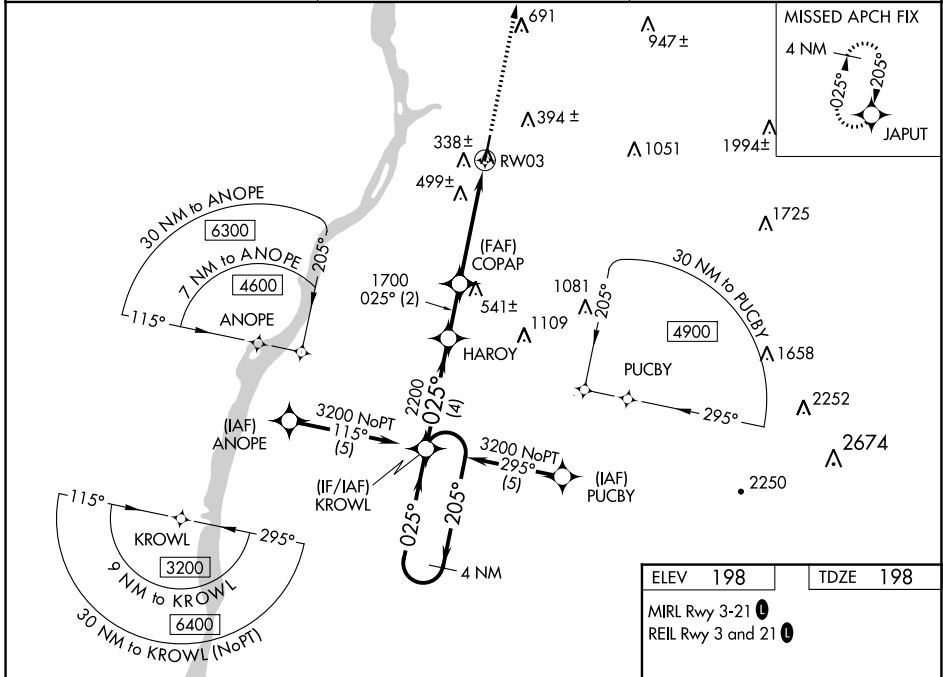 691
947±
MISSED APCH FIX
4 NM
025°
205°
JAPUT
394 ±
338±
RW03
1051
1994±
499±
1725
30 NM to ANOPE
6300
205°
7 NM to ANOPE
4600
115°
ANOPE
(FAF)
COPAP
1700
025° (2)
541±
1081
1109
HAROY
30 NM to PUCBY
205°
4900
PUCBY
295°
1658
2252
2674
2250
2200
025°
(4)
(IAF)
ANOPE
3200 NoPT
115°
(5)
3200 NoPT
295°
(5)
(IAF)
PUCBY
(IF/IAF)
KROWL
025°
205°
4 NM
115°
295°
KROWL
3200
9 NM to KROWL
6400
30 NM to KROWL (NoPT)
ELEV 198
TDZE 198
MIRL Rwy 3-21 L
REIL Rwy 3 and 21 L